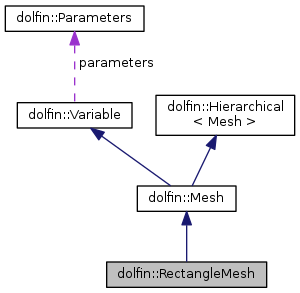 dolfin::Parameters
parameters
dolfin::Variable
dolfin::Hierarchical
< Mesh >
dolfin::Mesh
dolfin::RectangleMesh